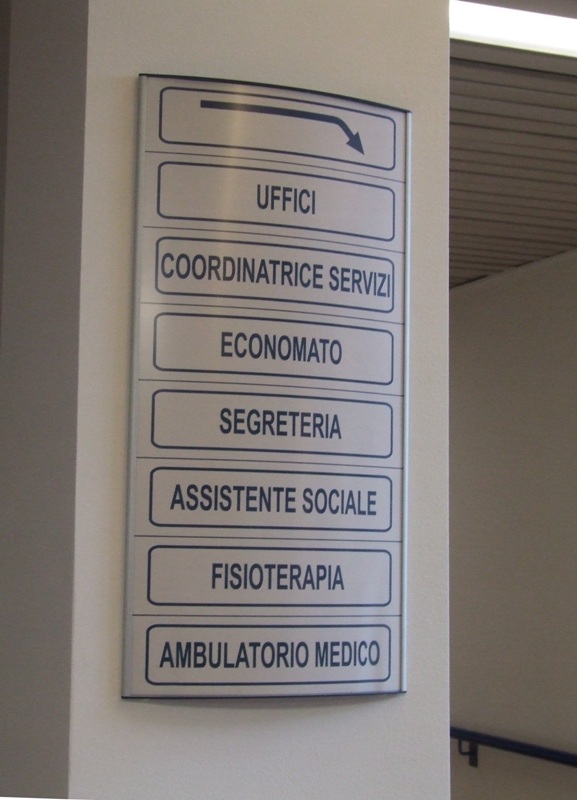 UFFICI
COORDINATRICE SERVIZI
ECONOMATO
SEGRETERIA
ASSISTENTE SOCIALE
FISIOTERAPIA
AMBULATORIO MEDICO